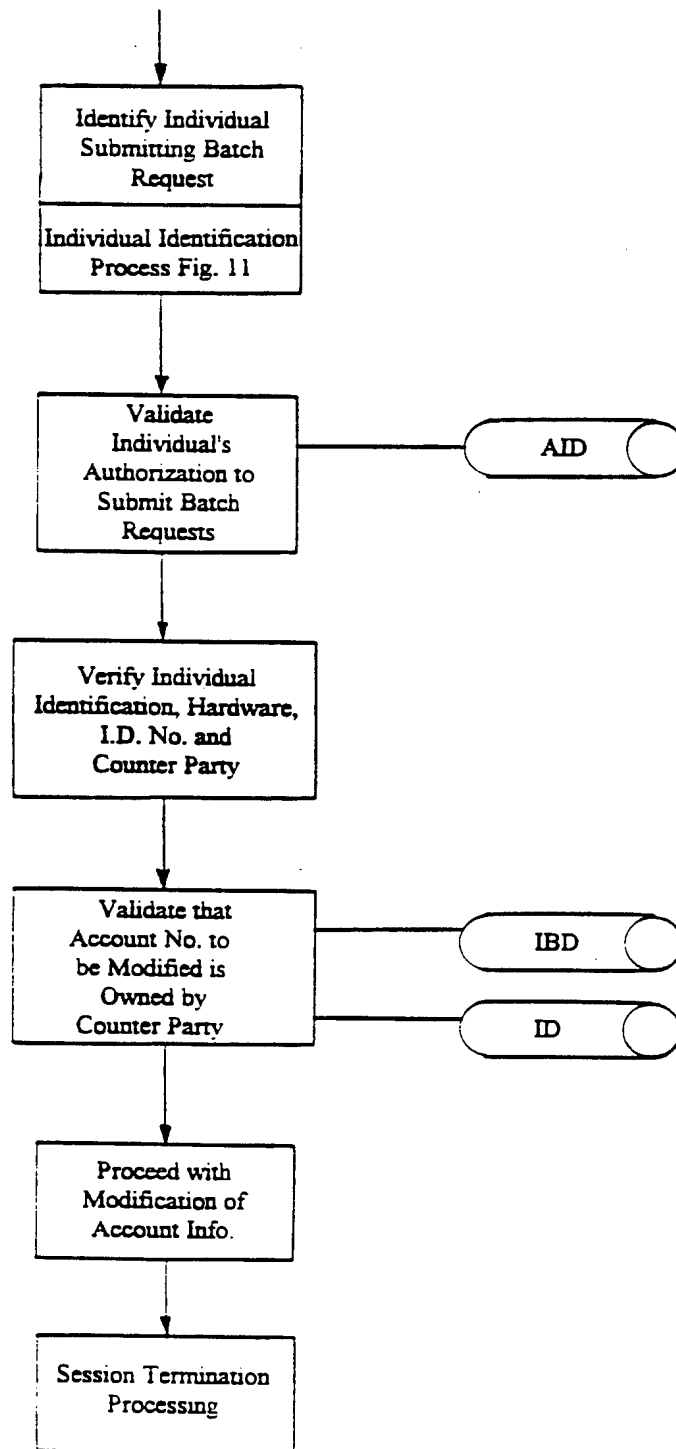 Identify Individual
Submitting Batch
Request
Individual Identification
Process Fig. 11
Validate
Individual's
Authorization to
Submit Batch
Requests
AID
Verify Individual
Identification, Hardware,
I.D. No. and
Counter Party
Validate that
Account No. to
be Modified is
Owned by
Counter Party
IBD
ID
Proceed with
Modification of
Account Info.
Session Termination
Processing